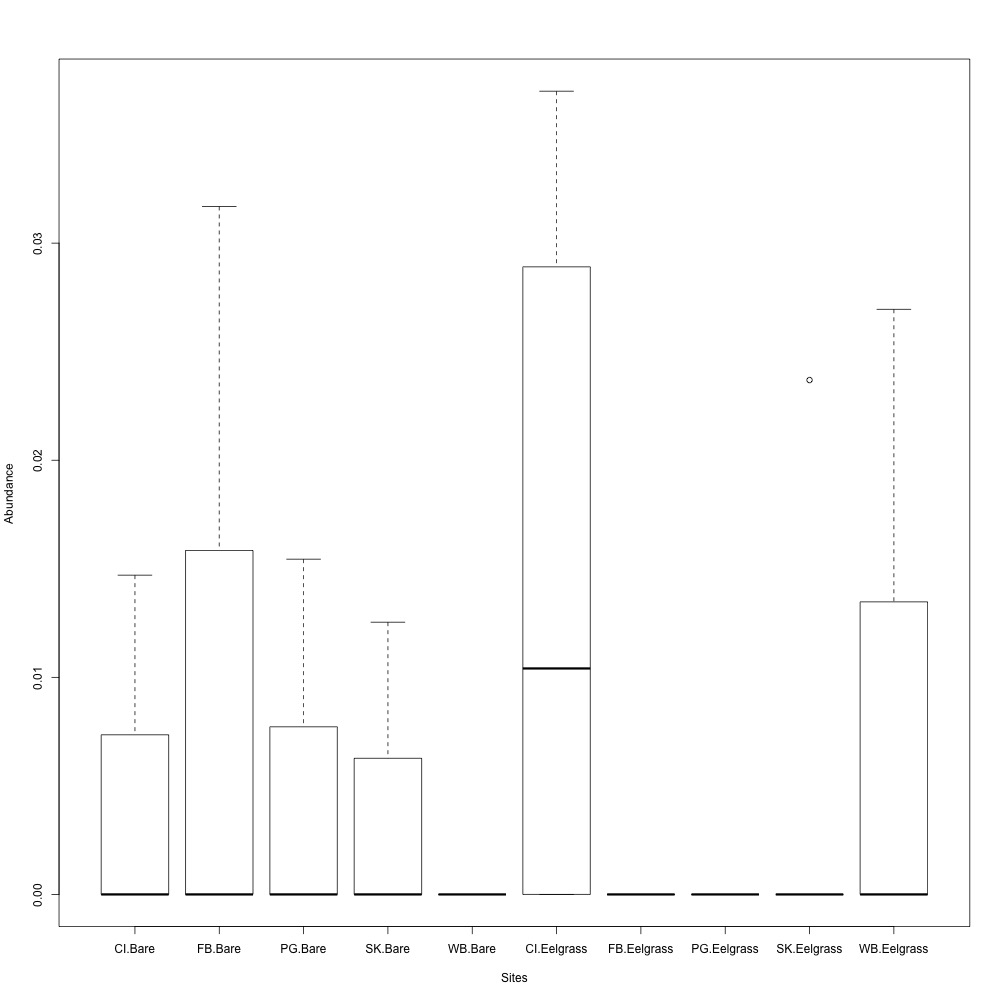 Abundance
0.03
0.02
0.01
0.00
CI.Bare FB.Bare PG.Bare SK.Bare WB.Bare CI.Eelgrass FB.Eelgrass PG.Eelgrass SK.Eelgrass WB.Eelgrass
Sites